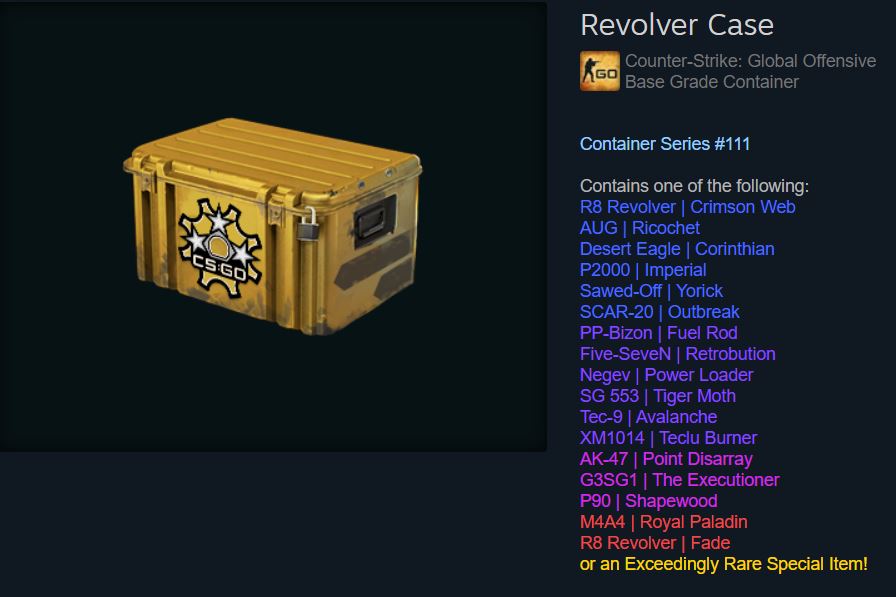 Revolver Case
GO
Counter-Strike: Global Offensive
Base Grade Container
Container Series #111
Contains one of the following:
R8 Revolver | Crimson Web
AUG | Ricochet
Desert Eagle | Corinthian
P2000 | Imperial
Sawed-Off | Yorick
SCAR-20 | Outbreak
PP-Bizon | Fuel Rod
Five-SeveN | Retrobution
Negev | Power Loader
SG 553 | Tiger Moth
Tec-9 | Avalanche
XM1014 | Teclu Burner
AK-47 | Point Disarray
G3SG1 | The Executioner
P90 | Shapewood
M4A4 | Royal Paladin
R8 Revolver | Fade
or an Exceedingly Rare Special Item!
CS:GO